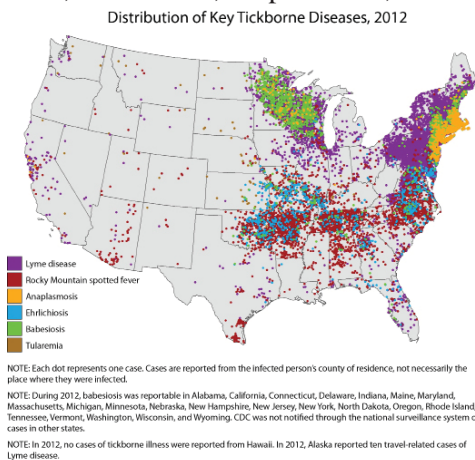 Distribution of Key Tickborne Diseases, 2012
Lyme disease
Rocky Mountain spotted fever
Anaplasmosis
Ehrlichiosis
Babesiosis
Tularemia
NOTE: Each dot represents one case. Cases are reported from the infected person's county of residence, not necessarily the
place where they were infected.
NOTE: During 2012, babesiosis was reportable in Alabama, California, Connecticut, Delaware, Indiana, Maine, Maryland,
Massachusetts, Michigan, Minnesota, Nebraska, New Hampshire, New Jersey, New York, North Dakota, Oregon, Rhode Island,
Tennessee, Vermont, Washington, Wisconsin, and Wyoming. CDC was not notified through the national surveillance system of
cases in other states.
NOTE: In 2012, no cases of tickborne illness were reported from Hawaii. In 2012, Alaska reported ten travel-related cases of
Lyme disease.